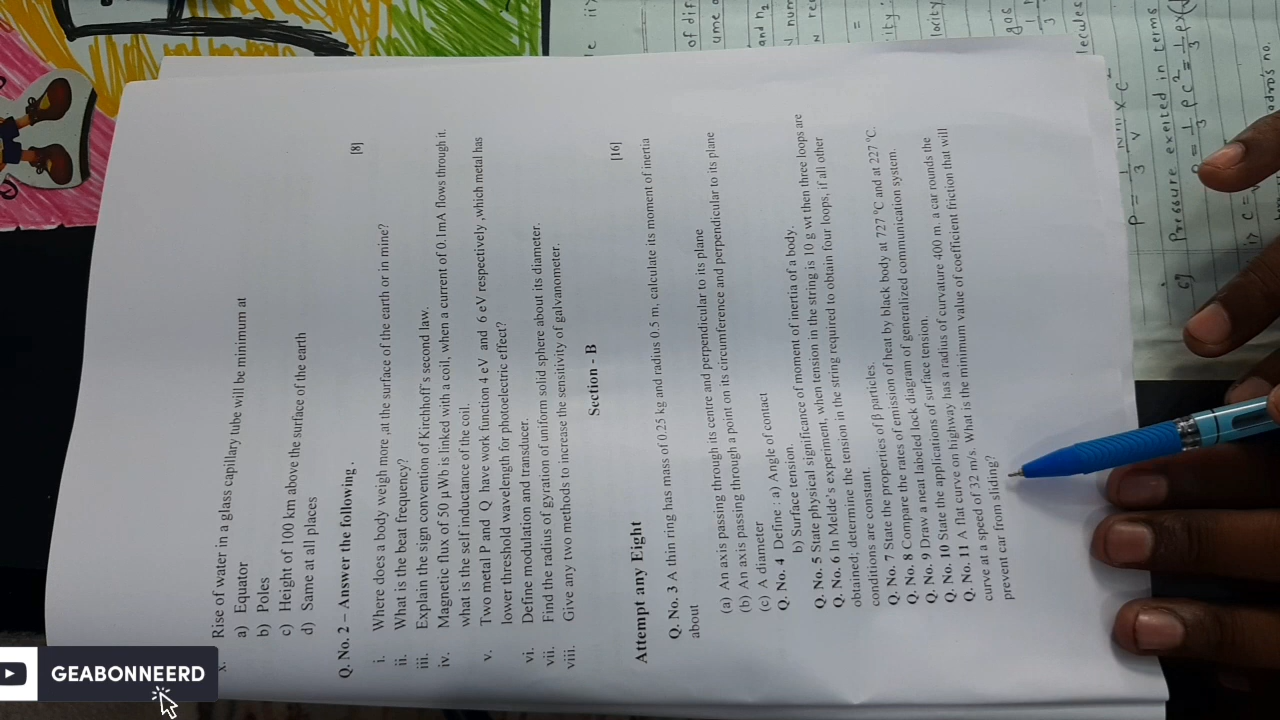 x. Rise of water in a glass capillary tube will be minimum at
a) Equator
b) Poles
c) Height of 100 km above the surface of the earth
d) Same at all places
Q. No. 2 – Answer the following . [8]
i. Where does a body weigh more ,at the surface of the earth or in mine?
ii. What is the beat frequency?
iii. Explain the sign convention of Kirchhoff's second law.
iv. Magnetic flux of 50 μWb is linked with a coil, when a current of 0.1mA flows through it.
what is the self inductance of the coil.
v. Two metal P and Q have work function 4 eV and 6 eV respectively ,which metal has
lower threshold wavelength for photoelectric effect?
vi. Define modulation and transducer.
vii. Find the radius of gyration of uniform solid sphere about its diameter.
viii. Give any two methods to increase the sensitivity of galvanometer.
Section - B
Attempt any Eight [16]
Q. No. 3 A thin ring has mass of 0.25 kg and radius 0.5 m, calculate its moment of inertia
about
(a) An axis passing through its centre and perpendicular to its plane
(b) An axis passing through a point on its circumference and perpendicular to its plane
(c) A diameter
Q. No. 4 Define : a) Angle of contact
b) Surface tension.
Q. No. 5 State physical significance of moment of inertia of a body.
Q. No. 6 In Melde's experiment, when tension in the string is 10 g wt then three loops are
obtained; determine the tension in the string required to obtain four loops, if all other
conditions are constant.
Q. No. 7 State the properties of β particles.
Q. No. 8 Compare the rates of emission of heat by black body at 727 °C and at 227 °C.
Q. No. 9 Draw a neat labeled lock diagram of generalized communication system.
Q. No. 10 State the applications of surface tension.
Q. No. 11 A flat curve on highway has a radius of curvature 400 m. a car rounds the
curve at a speed of 32 m/s. What is the minimum value of coefficient friction that will
prevent car from sliding?
of dif
and n2
gas
lecules
Pressure exerted in terms
GEABONNEERD